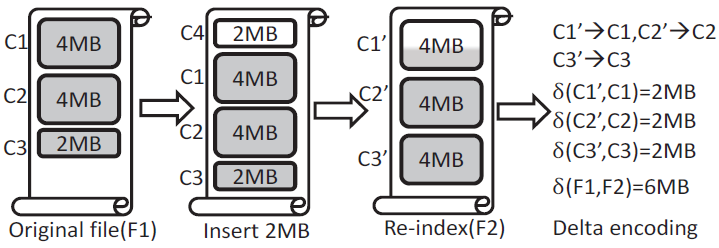 C1
4MB
C2
4MB
C3
2MB
Original file(F1)
C4
2MB
C1
4MB
C2
4MB
C3
2MB
Insert 2MB
C1’
4MB
C2’
4MB
C3’
4MB
Re-index(F2)
C1’→C1,C2’→C2
C3’→C3
δ(C1’,C1)=2MB
δ(C2’,C2)=2MB
δ(C3’,C3)=2MB
δ(F1,F2)=6MB
Delta encoding